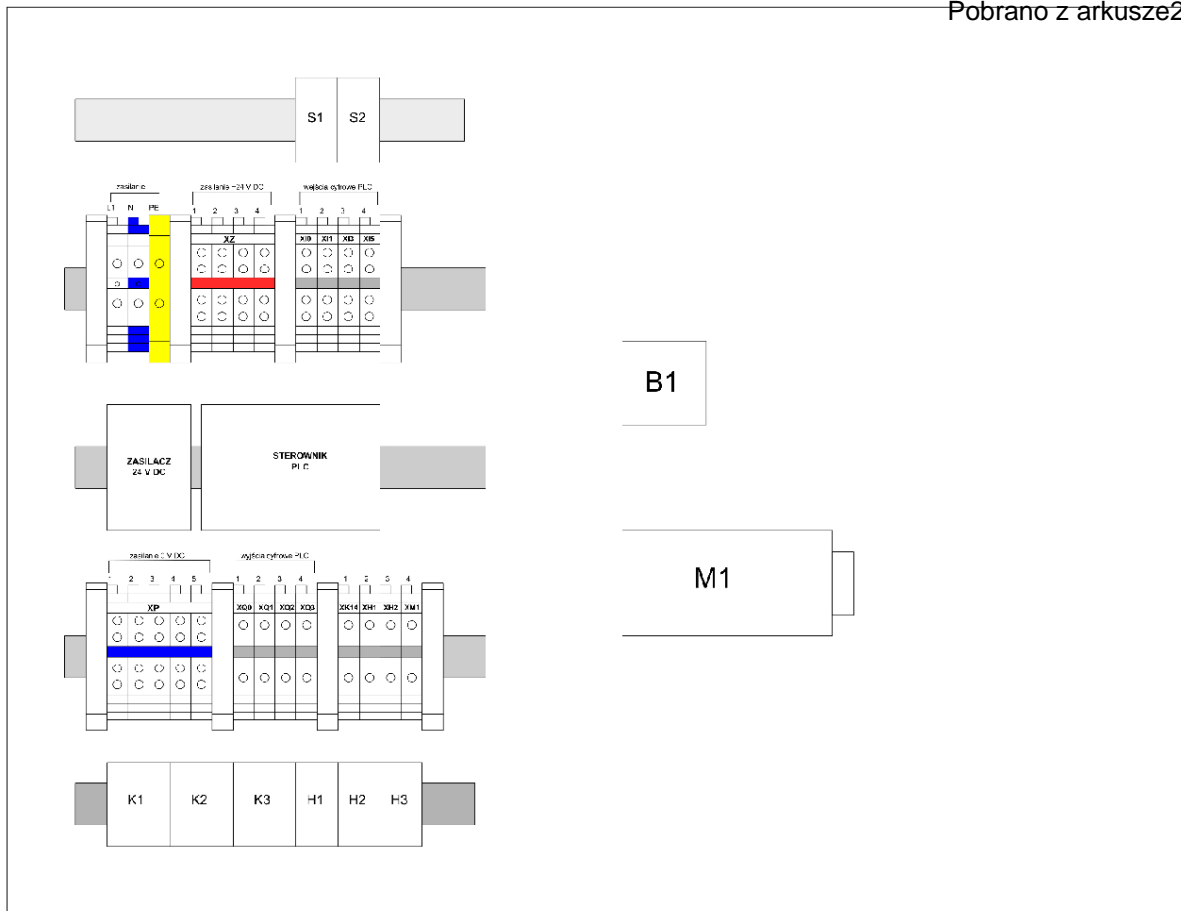 Pobrano z arkusze2
S1 S2
zasilanie zasilanie +24 V DC wejścia cyfrowe PLC
L1 N PE 1 2 3 4 1 2 3 4
XZ XI0 XI1 XI3 XI5
B1
ZASILACZ
24 V DC
STEROWNIK
PLC
zasilanie 0 V DC wyjścia cyfrowe PLC
M1
1 2 3 4 5 1 2 3 4 1 2 3 4
XP XQ0 XQ1 XQ2 XQ3 XK14 XH1 XH2 XM1
K1 K2 K3 H1 H2 H3